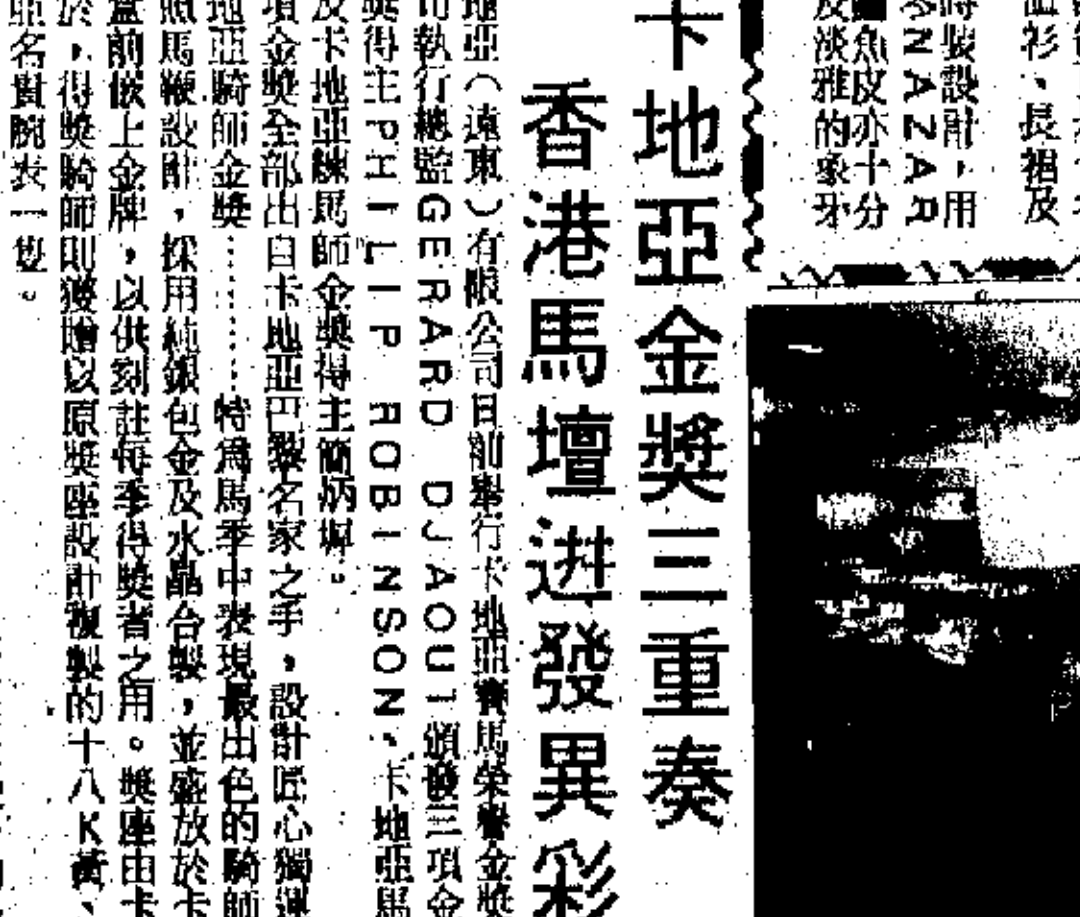 衫、長裙及
時裝設計，用
ANAZAR
魚皮亦十分
及淡雅的象牙
卡地亞金獎三重奏
香港馬壇迸發異彩
地亞（遠東）有限公司日前舉行卡地亞賽馬榮譽金獎
司執行總監GERARD DJAOUI頒發三項金
獎得主PHILIP ROBINSON，卡地亞馬
及卡地亞練馬師金獎得主簡炳墀。
項金獎全部出自卡地亞巴黎名家之手，設計匠心獨運
地亞騎師金獎……特爲馬季中表現最出色的騎師
照馬鞭設計，採用純銀包金及水晶合製，並盛放於卡
盒前嵌上金牌，以供刻註每季得獎者之用。獎座由卡
於，得獎騎師則獲贈以原獎座設計複製的十八K黃、
亞名貴腕表一隻。